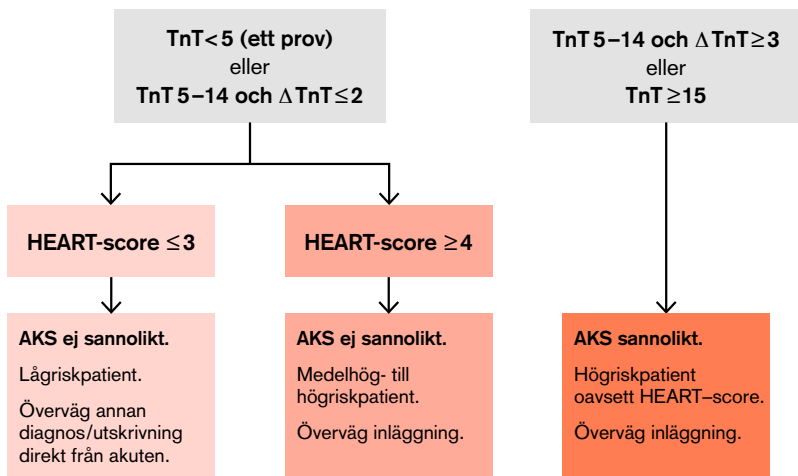 TnT<5 (ett prov)
eller
TnT 5–14 och Δ TnT≤2
TnT 5–14 och Δ TnT≥3
eller
TnT ≥15
HEART-score ≤3
HEART-score ≥4
AKS ej sannolikt.
Lågriskpatient.
Överväg annan
diagnos/utskrivning
direkt från akuten.
AKS ej sannolikt.
Medelhög- till
högriskpatient.
Överväg inläggning.
AKS sannolikt.
Högriskpatient
oavsett HEART–score.
Överväg inläggning.